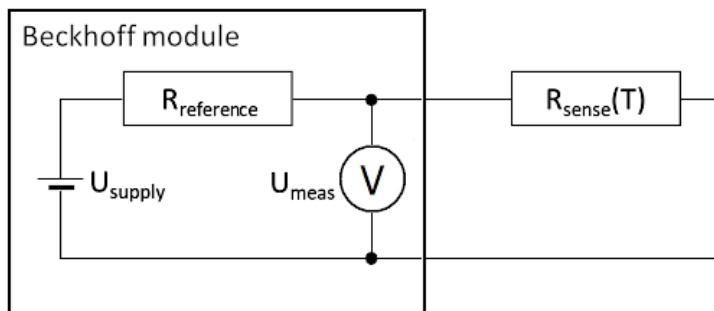 Beckhoff module
Rreference
Rsense(T)
Usupply
Umeas
V